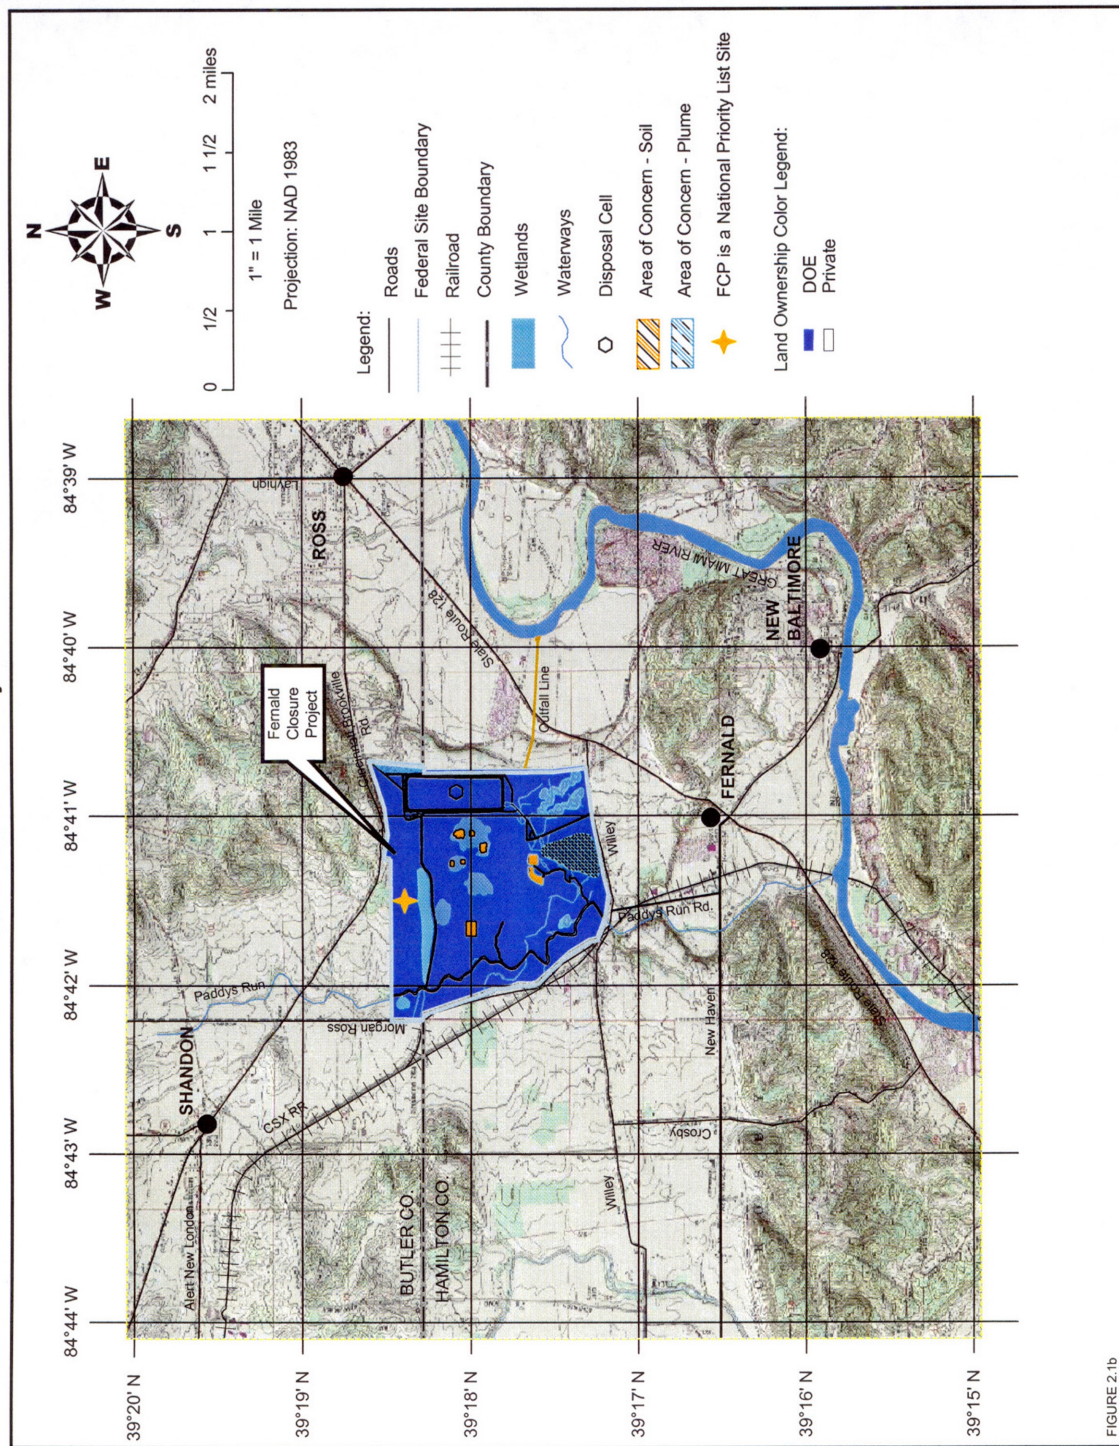 N
W
E
S
0
1/2
1
1 1/2
2 miles
1" = 1 Mile
Projection: NAD 1983
Legend:
Roads
Federal Site Boundary
Railroad
County Boundary
Wetlands
Waterways
Disposal Cell
Area of Concern - Soil
Area of Concern - Plume
FCP is a National Priority List Site
Land Ownership Color Legend:
DOE
Private
84°44' W
84°43' W
84°42' W
84°41' W
84°40' W
84°39' W
39°20' N
39°19' N
39°18' N
39°17' N
39°16' N
39°15' N
Fernald
Closure
Project
SHANDON
ROSS
Layhigh
Alert New London
Paddys Run
CSX RR
Morgan Ross
Rd.
State Route 128
BUTLER CO.
HAMILTON CO.
Outfall Line
GREAT MIAMI RIVER
Willey
Willey
Paddys Run Rd.
FERNALD
NEW
BALTIMORE
New Haven
Crosby
State Route 128
FIGURE 2.1b